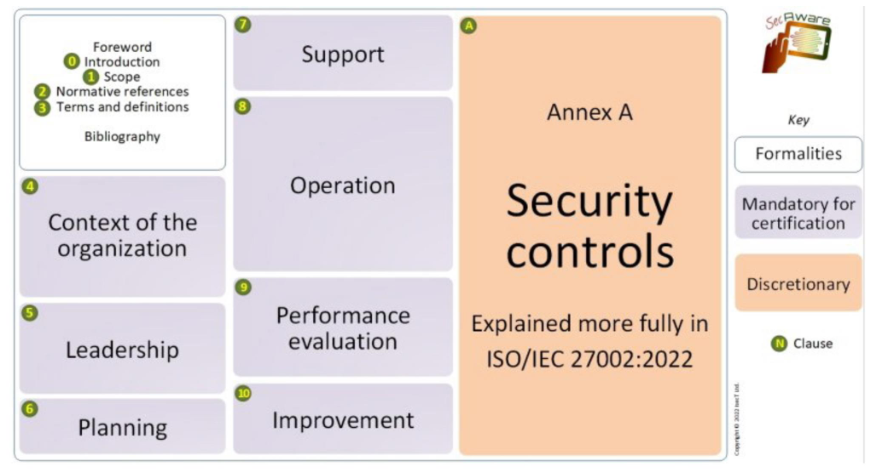 Foreword
0 Introduction
1 Scope
2 Normative references
3 Terms and definitions
Bibliography
4
Context of the
organization
5
Leadership
6
Planning
7
Support
8
Operation
9
Performance
evaluation
10
Improvement
A
Annex A
Security
controls
Explained more fully in
ISO/IEC 27002:2022
SecAware
Key
Formalities
Mandatory for
certification
Discretionary
N Clause
Copyright © 2022 IsecT Ltd.